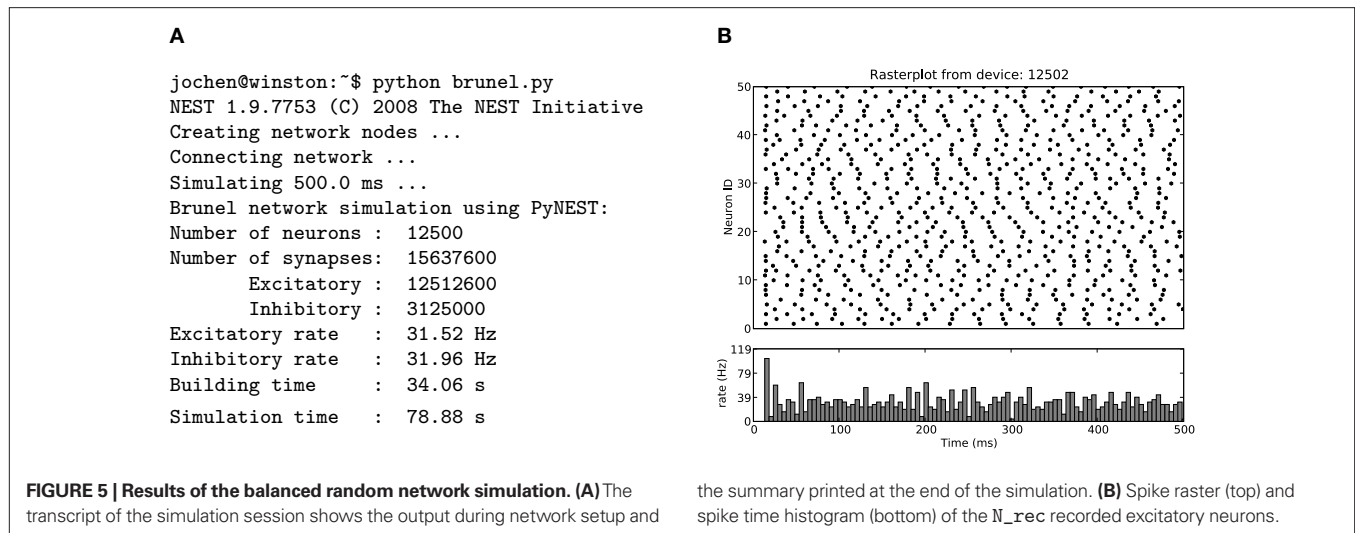 A
jochen@winston:~$ python brunel.py
NEST 1.9.7753 (C) 2008 The NEST Initiative
Creating network nodes ...
Connecting network ...
Simulating 500.0 ms ...
Brunel network simulation using PyNEST:
Number of neurons : 12500
Number of synapses: 15637600
Excitatory : 12512600
Inhibitory : 3125000
Excitatory rate : 31.52 Hz
Inhibitory rate : 31.96 Hz
Building time : 34.06 s
Simulation time : 78.88 s
B
Rasterplot from device: 12502
50
40
30
20
10
0
Neuron ID
119
79
39
0
rate (Hz)
0 100 200 300 400 500
Time (ms)
FIGURE 5 | Results of the balanced random network simulation. (A) The
transcript of the simulation session shows the output during network setup and
the summary printed at the end of the simulation. (B) Spike raster (top) and
spike time histogram (bottom) of the N_rec recorded excitatory neurons.